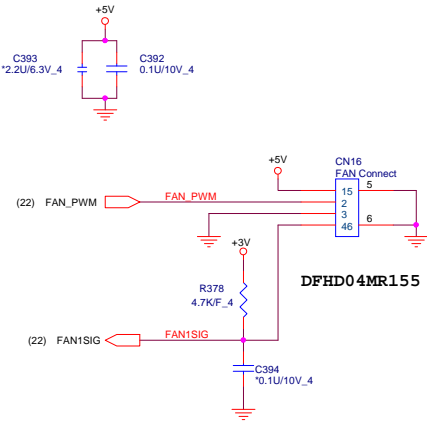 +5V
C393
*2.2U/6.3V_4
C392
0.1U/10V_4
+5V
CN16
FAN Connect
(22) FAN_PWM
FAN_PWM
15
2
3
46
5
6
+3V
DFHD04MR155
R378
4.7K/F_4
(22) FAN1SIG
FAN1SIG
C394
*0.1U/10V_4